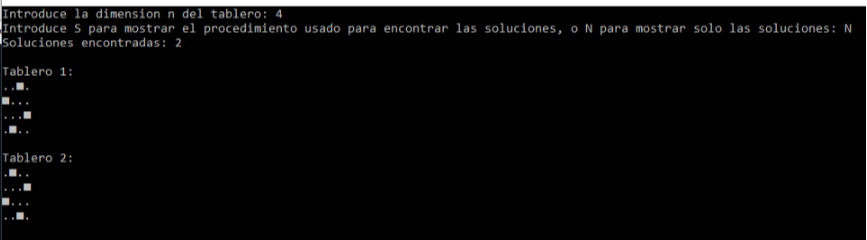 Introduce la dimension n del tablero: 4
Introduce S para mostrar el procedimiento usado para encontrar las soluciones, o N para mostrar solo las soluciones: N
Soluciones encontradas: 2
Tablero 1:
..■.
■...
...■
.■..
Tablero 2:
.■..
...■
■...
..■.